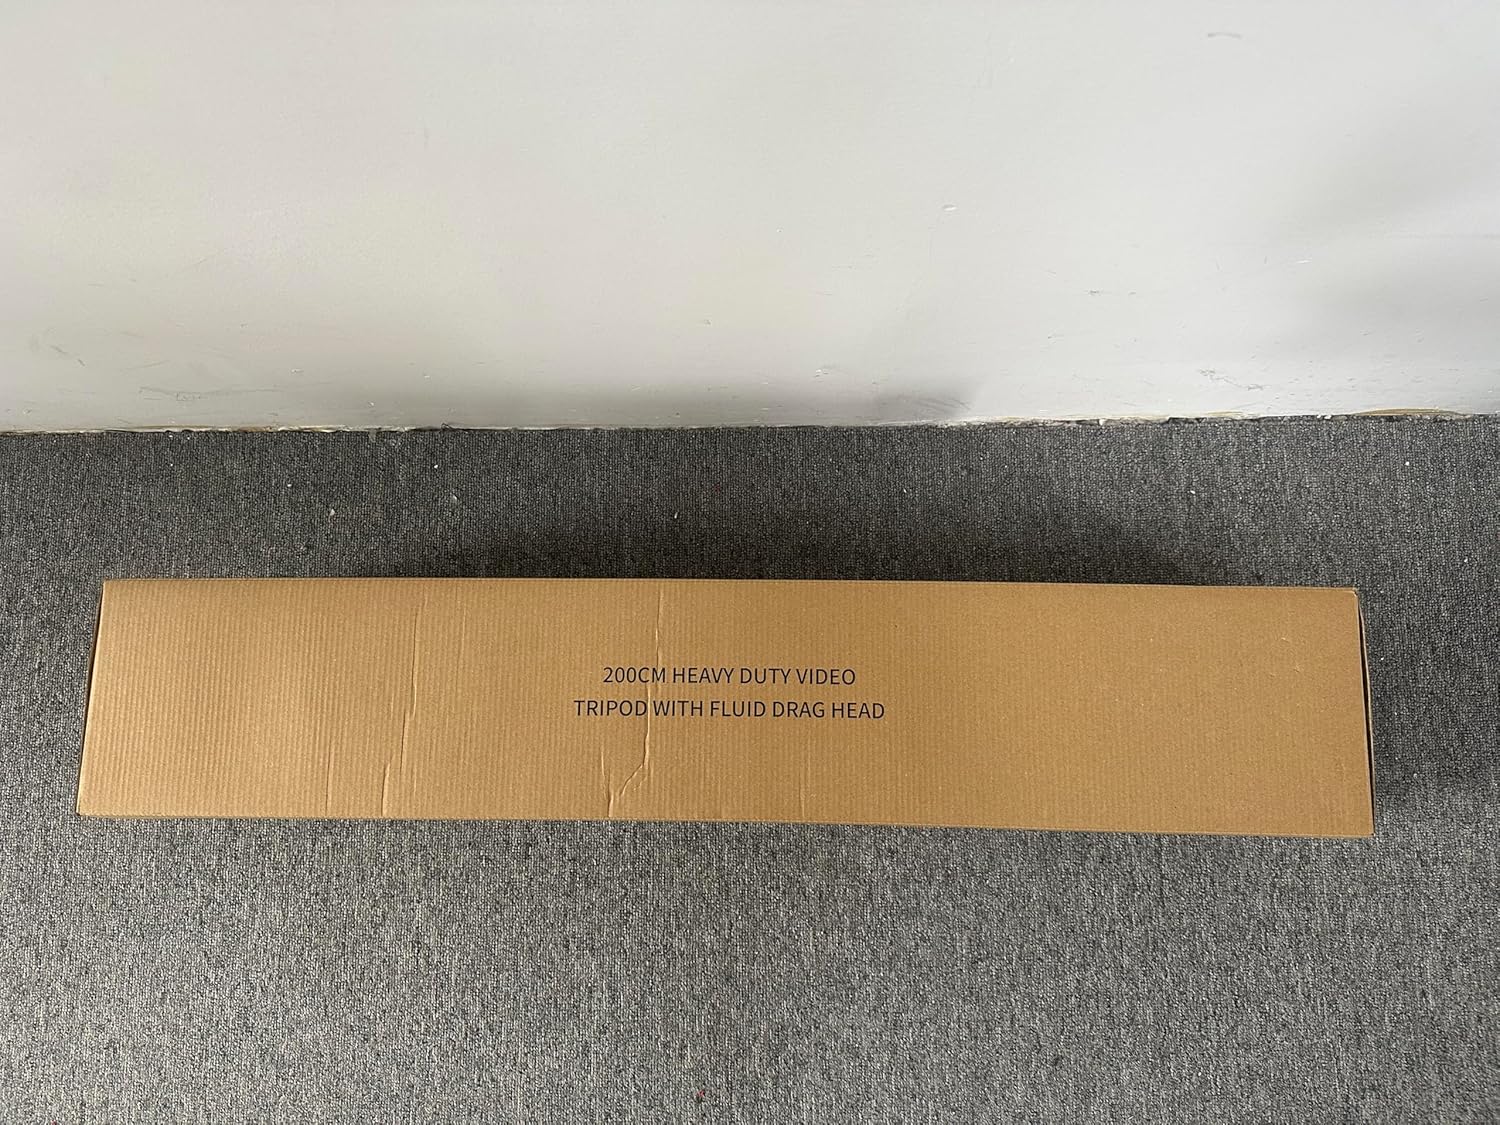 200CM HEAVY DUTY VIDEO
TRIPOD WITH FLUID DRAG HEAD